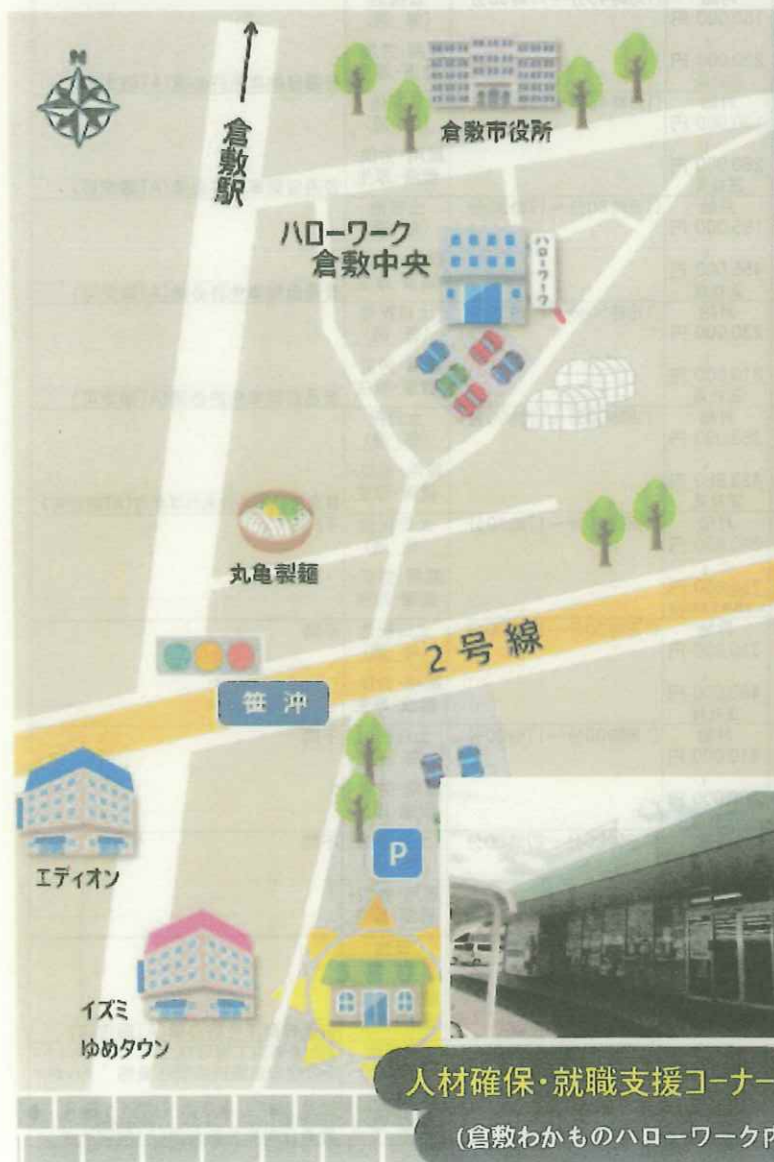 N
倉敷駅
倉敷市役所
ハローワーク
倉敷中央
ハローワーク
丸亀製麺
2号線
笹沖
P
エディオン
イズミ
ゆめタウン
人材確保・就職支援コーナー
(倉敷わかものハローワーク